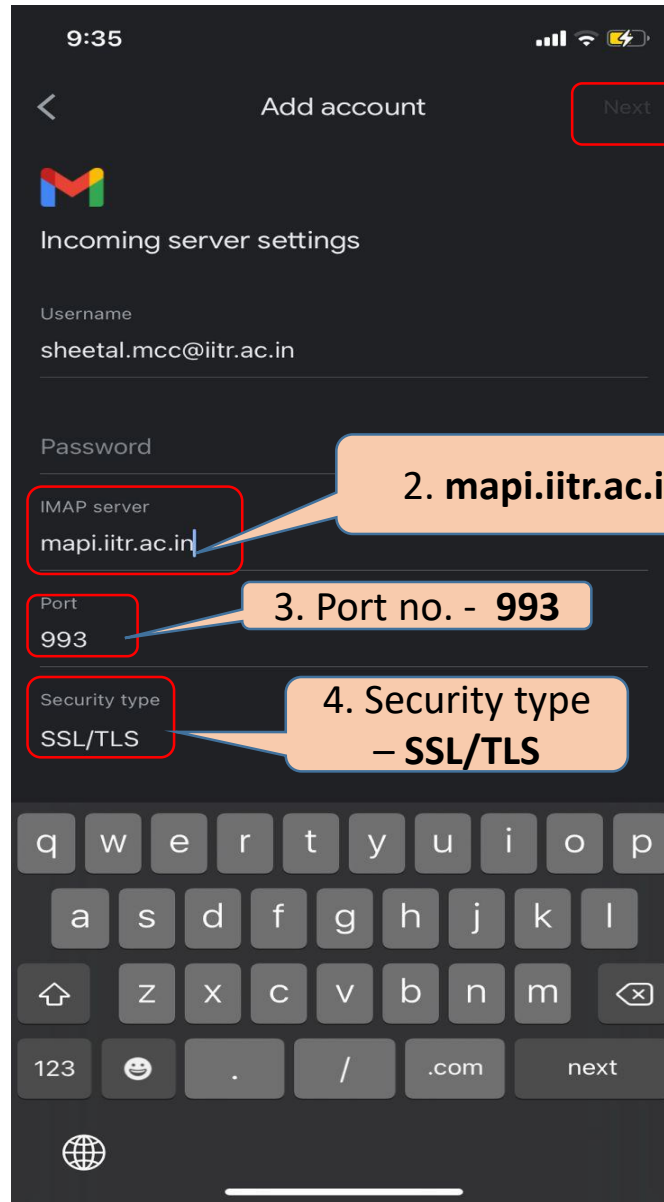 9:35
Add account
Next
Incoming server settings
Username
sheetal.mcc@iitr.ac.in
Password
2. mapi.iitr.ac.i
IMAP server
mapi.iitr.ac.in
Port
3. Port no. - 993
993
Security type
4. Security type
– SSL/TLS
SSL/TLS
q w e r t y u i o p
a s d f g h j k l
z x c v b n m
123 . / .com next